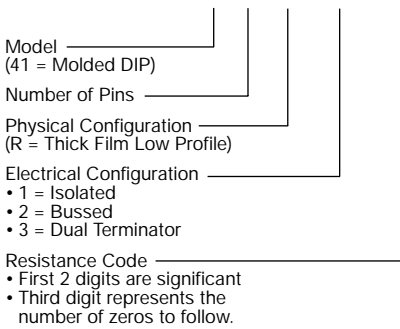 Model
(41 = Molded DIP)
Number of Pins
Physical Configuration
(R = Thick Film Low Profile)
Electrical Configuration
• 1 = Isolated
• 2 = Bussed
• 3 = Dual Terminator
Resistance Code
• First 2 digits are significant
• Third digit represents the
number of zeros to follow.